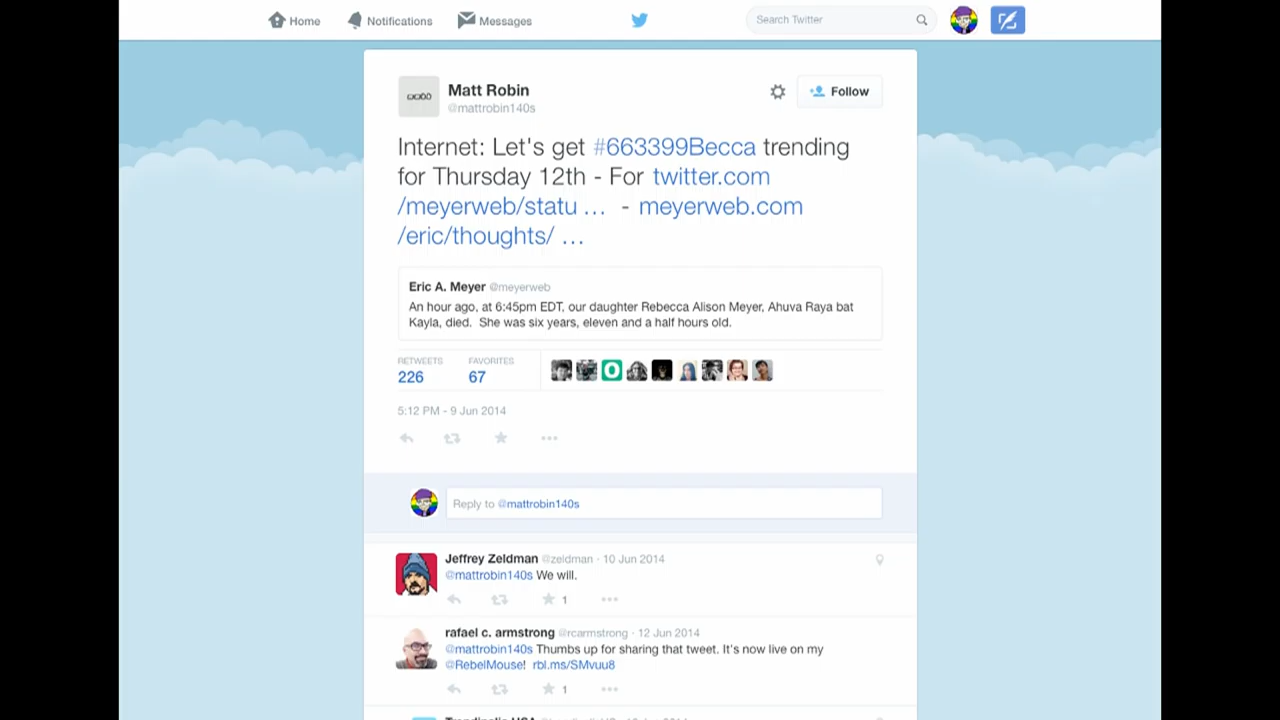 Home Notifications Messages Search Twitter
Matt Robin
@mattrobin140s
Follow
Internet: Let's get #663399Becca trending
for Thursday 12th - For twitter.com
/meyerweb/statu ... - meyerweb.com
/eric/thoughts/ ...
Eric A. Meyer @meyerweb
An hour ago, at 6:45pm EDT, our daughter Rebecca Alison Meyer, Ahuva Raya bat
Kayla, died. She was six years, eleven and a half hours old.
RETWEETS FAVORITES
226 67
5:12 PM - 9 Jun 2014
Reply to @mattrobin140s
Jeffrey Zeldman @zeldman · 10 Jun 2014
@mattrobin140s We will.
1
rafael c. armstrong @rcarmstrong · 12 Jun 2014
@mattrobin140s Thumbs up for sharing that tweet. It's now live on my
@RebelMouse! rbl.ms/SMvuu8
1